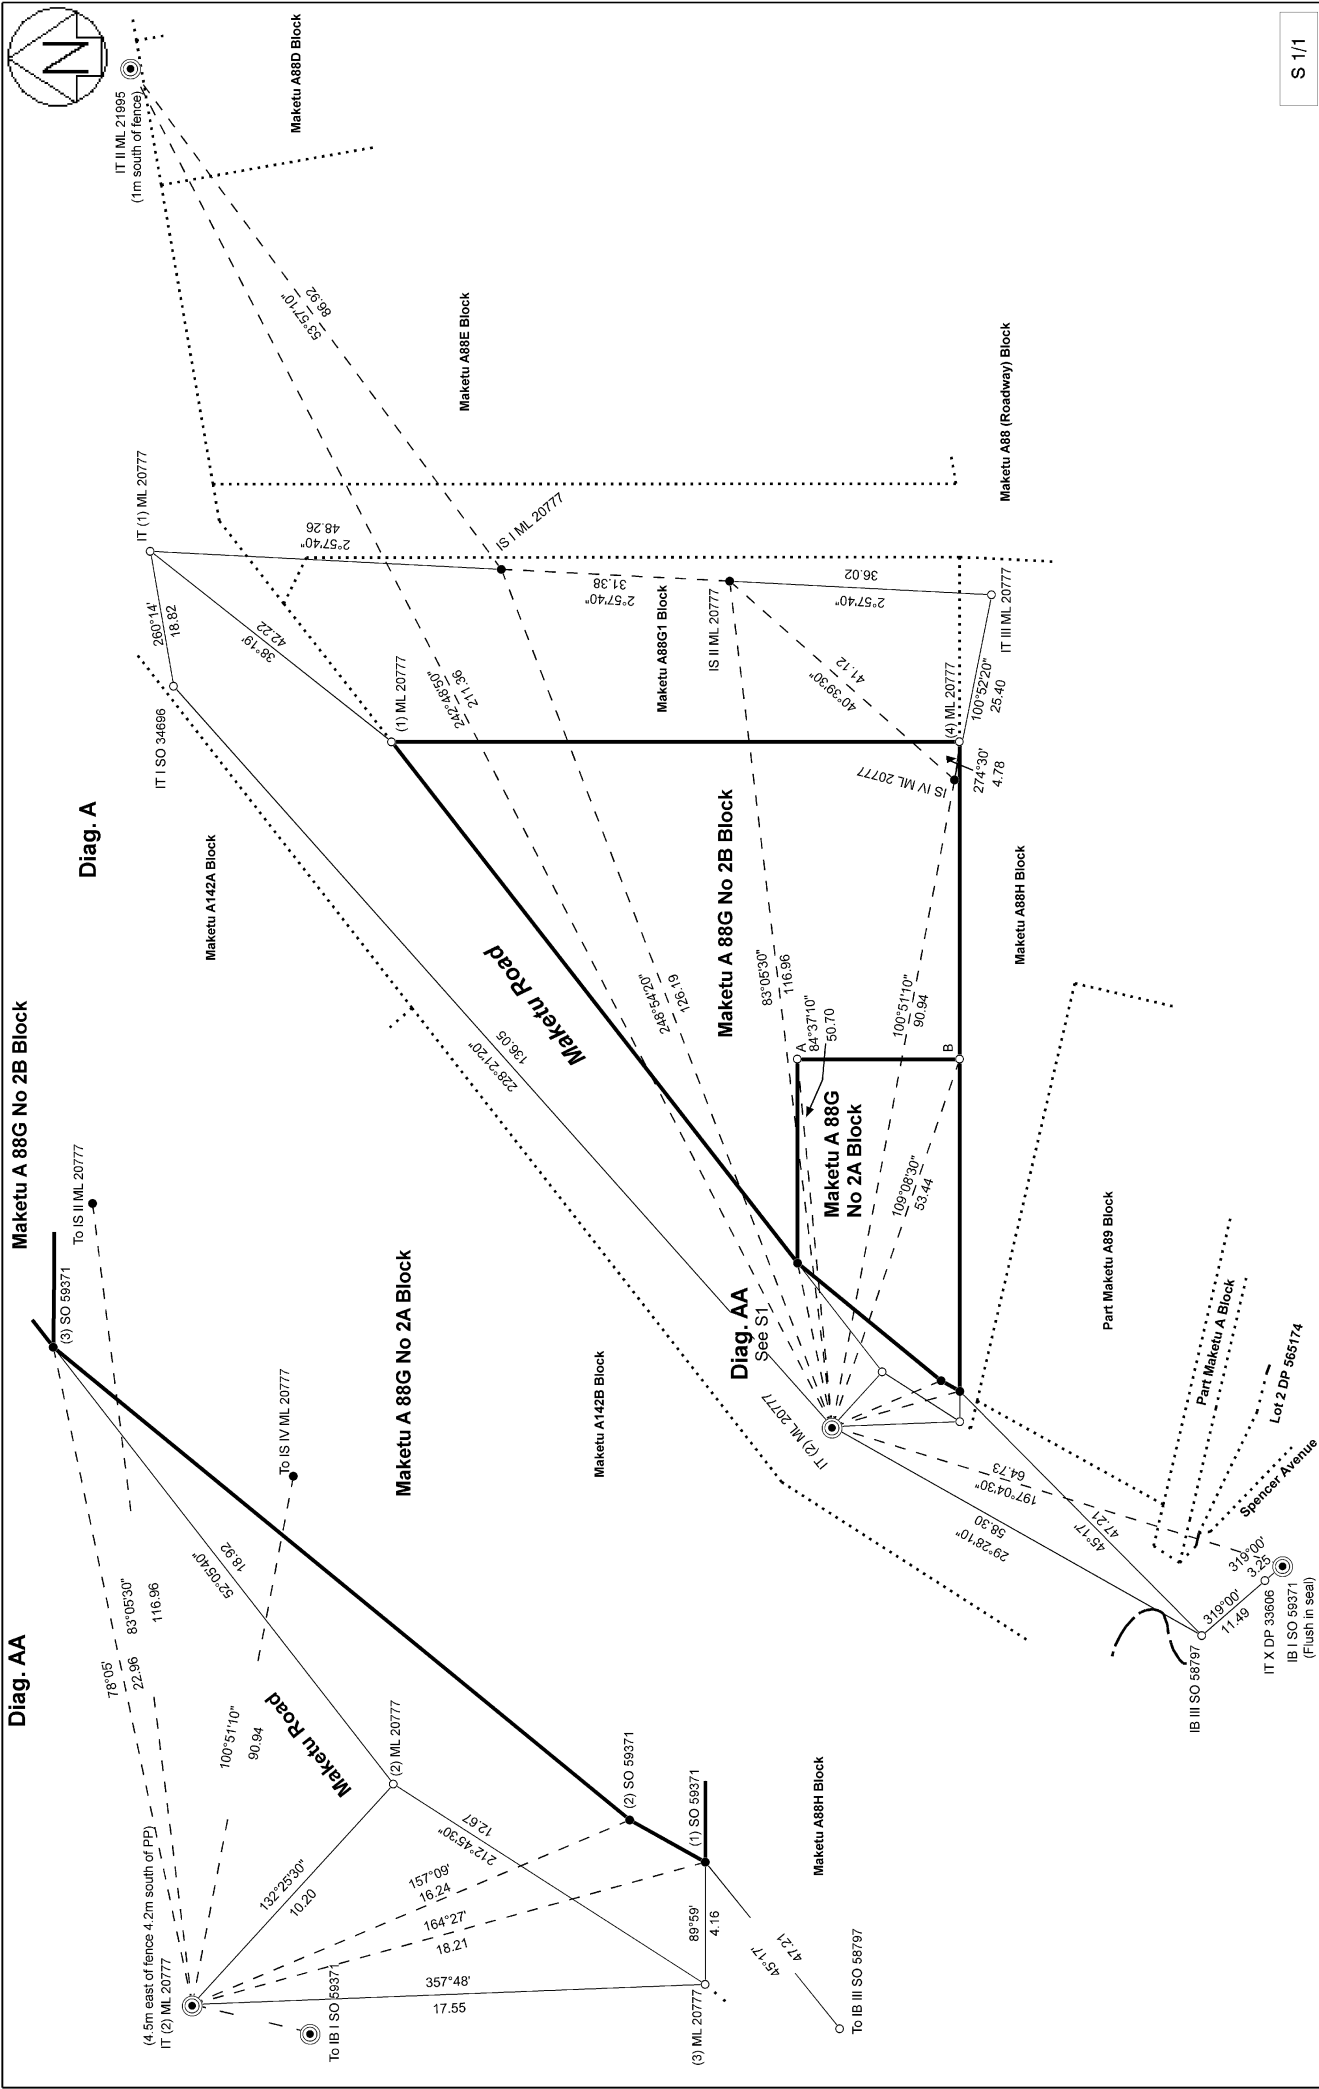 Diag. AA
Maketu A 88G No 2B Block
(3) SO 59371
To IS II ML 20777
78°05'
22.96
83°05'30"
116.96
52°05'40"
18.92
To IS IV ML 20777
100°51'10"
90.94
Maketu Road
Maketu A 88G No 2A Block
(4.5m east of fence 4.2m south of PP)
IT (2) ML 20777
132°25'30"
10.20
(2) ML 20777
To IB I SO 59371
157°09'
16.24
164°27'
18.21
212°45'30"
12.67
(2) SO 59371
357°48'
17.55
(1) SO 59371
89°59'
4.16
(3) ML 20777
45°17'
47.21
To IB III SO 58797
Maketu A88H Block
Maketu A142B Block
Diag. A
N
IT II ML 21995
(1m south of fence)
Maketu A88D Block
53°57'10"
86.92
Maketu A88E Block
IT (1) ML 20777
260°14'
18.82
IT I SO 34696
38°19'
42.22
2°57'40"
48.26
IS I ML 20777
2°57'40"
31.38
Maketu A88G1 Block
IS II ML 20777
2°57'40"
36.02
IT III ML 20777
Maketu A88 (Roadway) Block
(1) ML 20777
242°48'50"
211.36
40°39'30"
41.12
(4) ML 20777
100°52'20"
25.40
274°30'
4.78
IS IV ML 20777
Maketu A142A Block
228°21'20"
136.05
Maketu Road
248°54'20"
126.19
Maketu A 88G No 2B Block
83°05'30"
116.96
A
84°37'10"
50.70
100°51'10"
90.94
B
Maketu A88H Block
Maketu A 88G
No 2A Block
109°08'30"
53.44
Diag. AA
See S1
IT (2) ML 20777
Part Maketu A89 Block
Part Maketu A Block
Lot 2 DP 565174
Spencer Avenue
197°04'30"
64.73
29°28'10"
58.30
45°17'
47.21
319°00'
3.25
319°00'
11.49
IB III SO 58797
IT X DP 33606
IB I SO 59371
(Flush in seal)
S 1/1